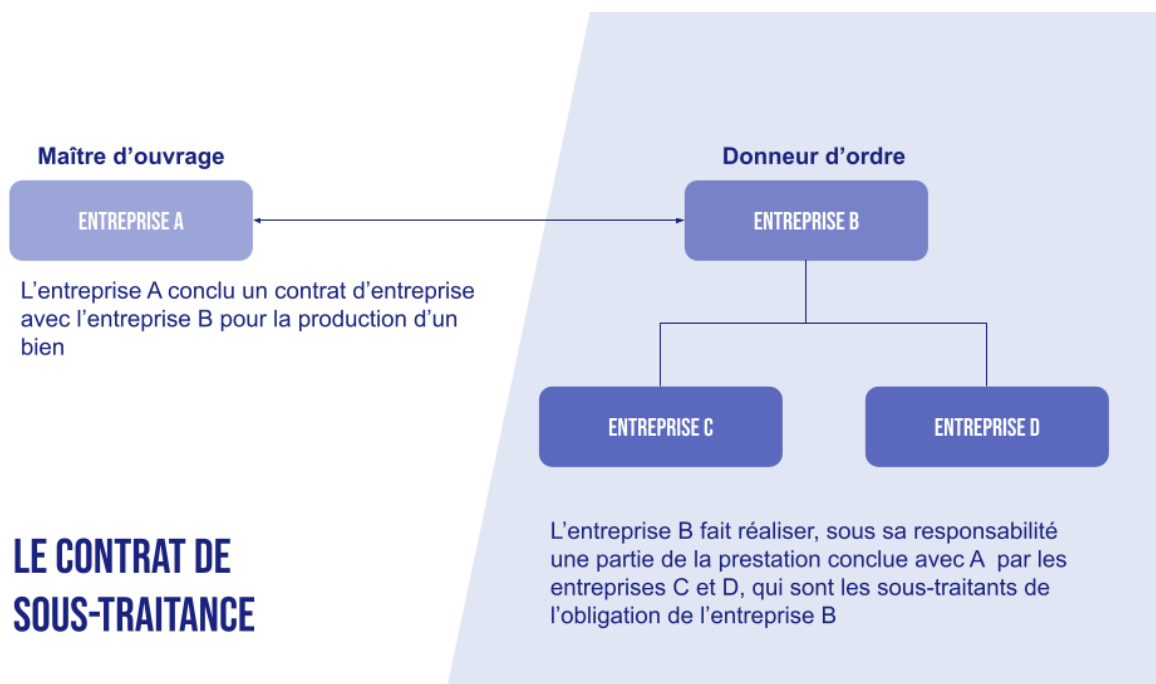 Maître d'ouvrage
ENTREPRISE A
L'entreprise A conclu un contrat d'entreprise
avec l'entreprise B pour la production d'un
bien
Donneur d'ordre
ENTREPRISE B
ENTREPRISE C
ENTREPRISE D
L'entreprise B fait réaliser, sous sa responsabilité
une partie de la prestation conclue avec A par les
entreprises C et D, qui sont les sous-traitants de
l'obligation de l'entreprise B
LE CONTRAT DE
SOUS-TRAITANCE